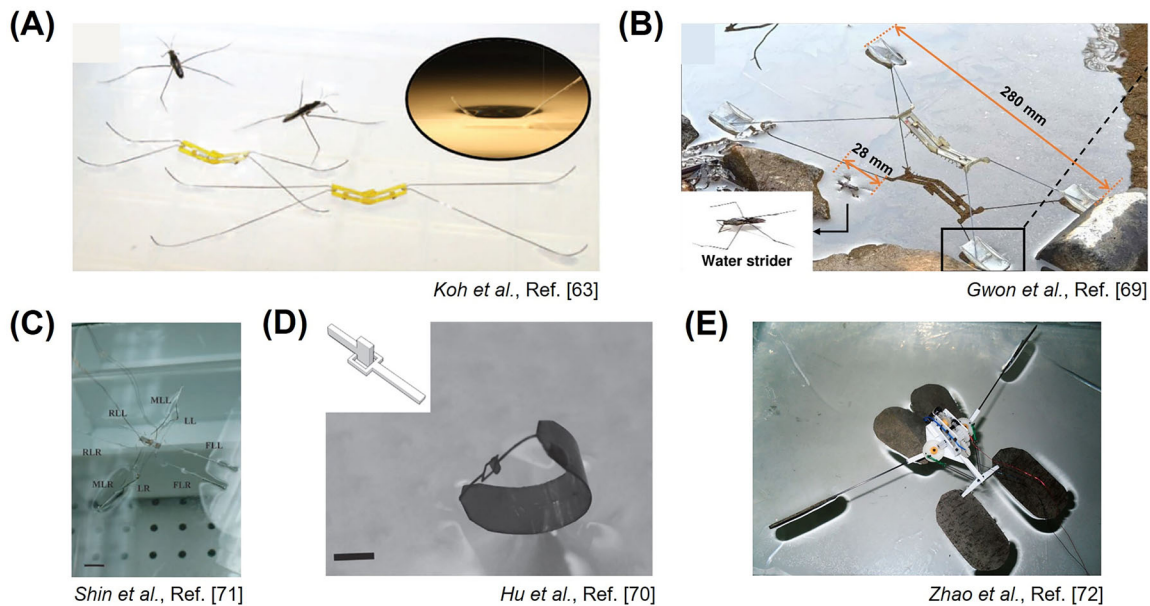 (A)
Koh et al., Ref. [63]
(B)
280 mm
28 mm
Water strider
Gwon et al., Ref. [69]
(C)
MLL
RLL
LL
FLL
RLR
MLR
LR
FLR
Shin et al., Ref. [71]
(D)
Hu et al., Ref. [70]
(E)
Zhao et al., Ref. [72]